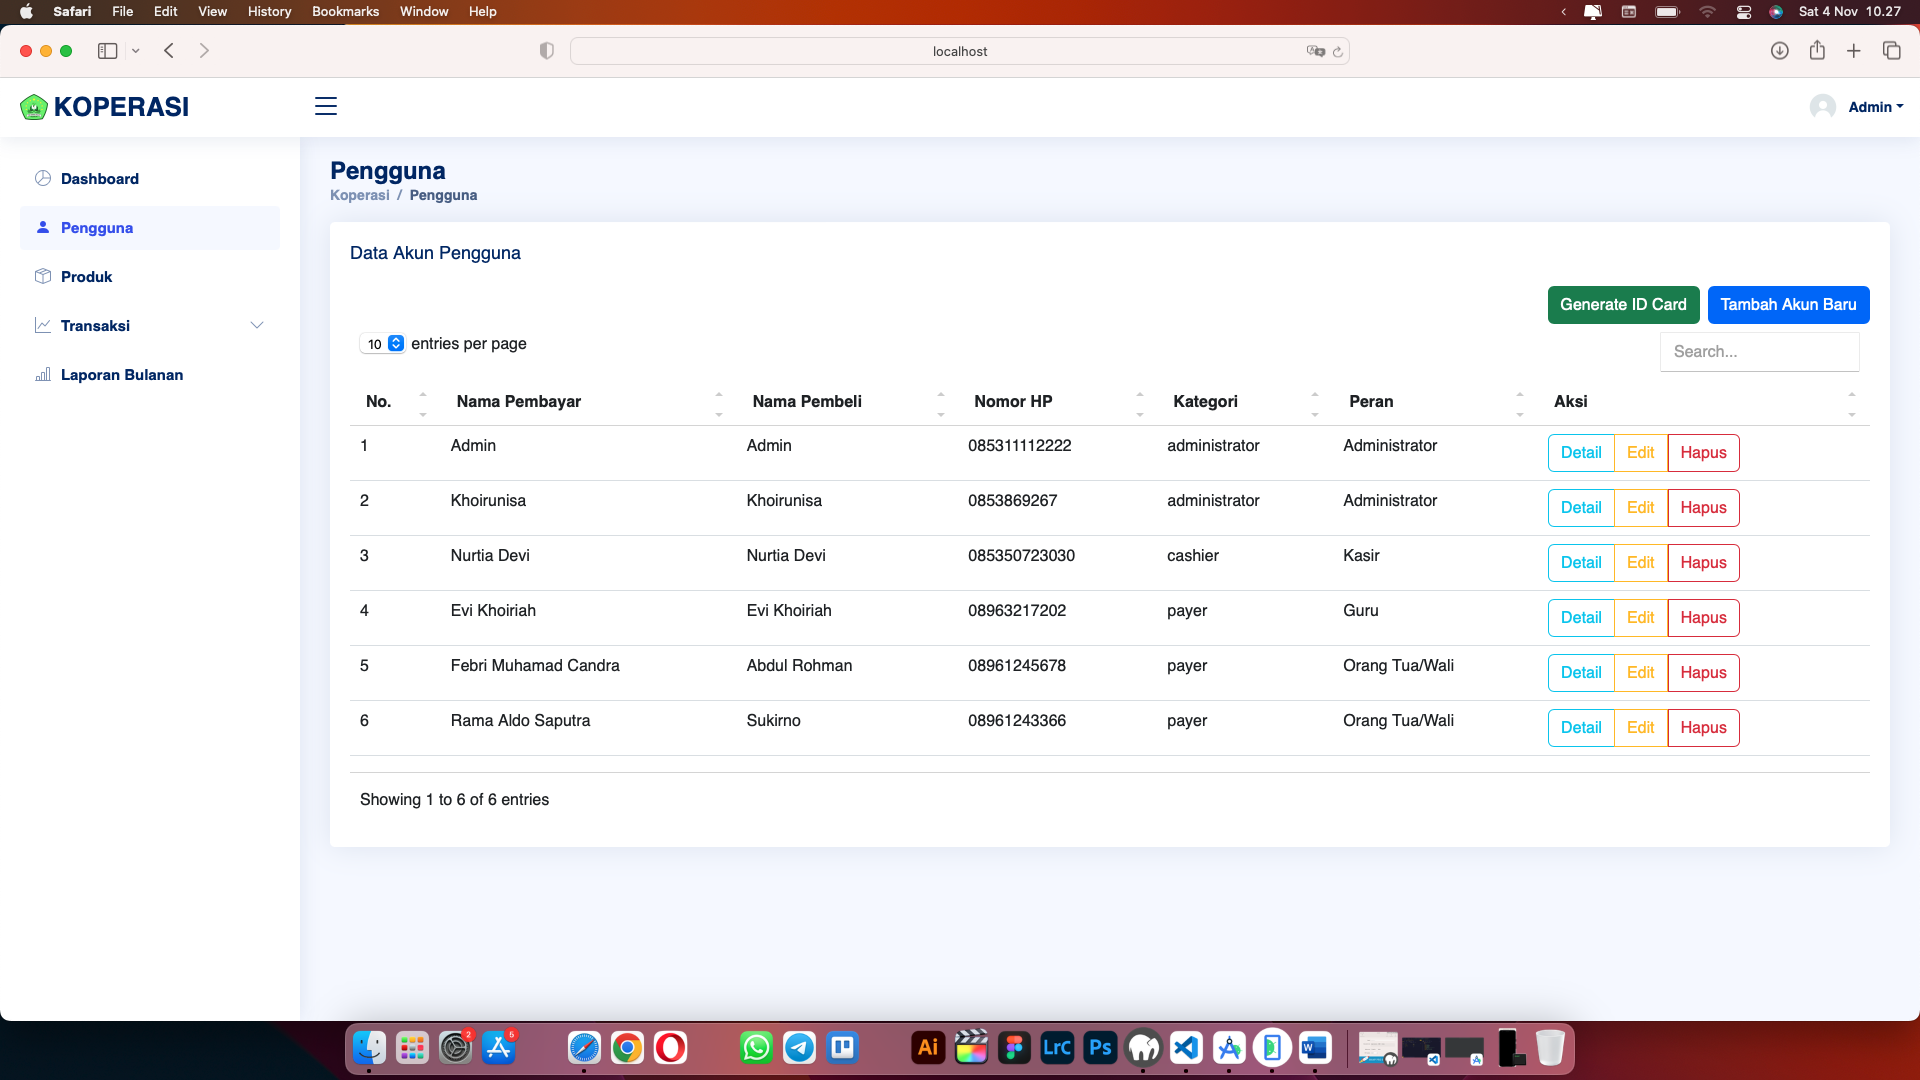 Safari File Edit View History Bookmarks Window Help Sat 4 Nov 10.27
localhost
KOPERASI Admin
Dashboard
Pengguna
Produk
Transaksi
Laporan Bulanan
Pengguna
Koperasi / Pengguna
Data Akun Pengguna
Generate ID Card Tambah Akun Baru
10 entries per page Search...
No. Nama Pembayar Nama Pembeli Nomor HP Kategori Peran Aksi
1 Admin Admin 085311112222 administrator Administrator Detail Edit Hapus
2 Khoirunisa Khoirunisa 0853869267 administrator Administrator Detail Edit Hapus
3 Nurtia Devi Nurtia Devi 085350723030 cashier Kasir Detail Edit Hapus
4 Evi Khoiriah Evi Khoiriah 08963217202 payer Guru Detail Edit Hapus
5 Febri Muhamad Candra Abdul Rohman 08961245678 payer Orang Tua/Wali Detail Edit Hapus
6 Rama Aldo Saputra Sukirno 08961243366 payer Orang Tua/Wali Detail Edit Hapus
Showing 1 to 6 of 6 entries
2 5 Ai LrC Ps W